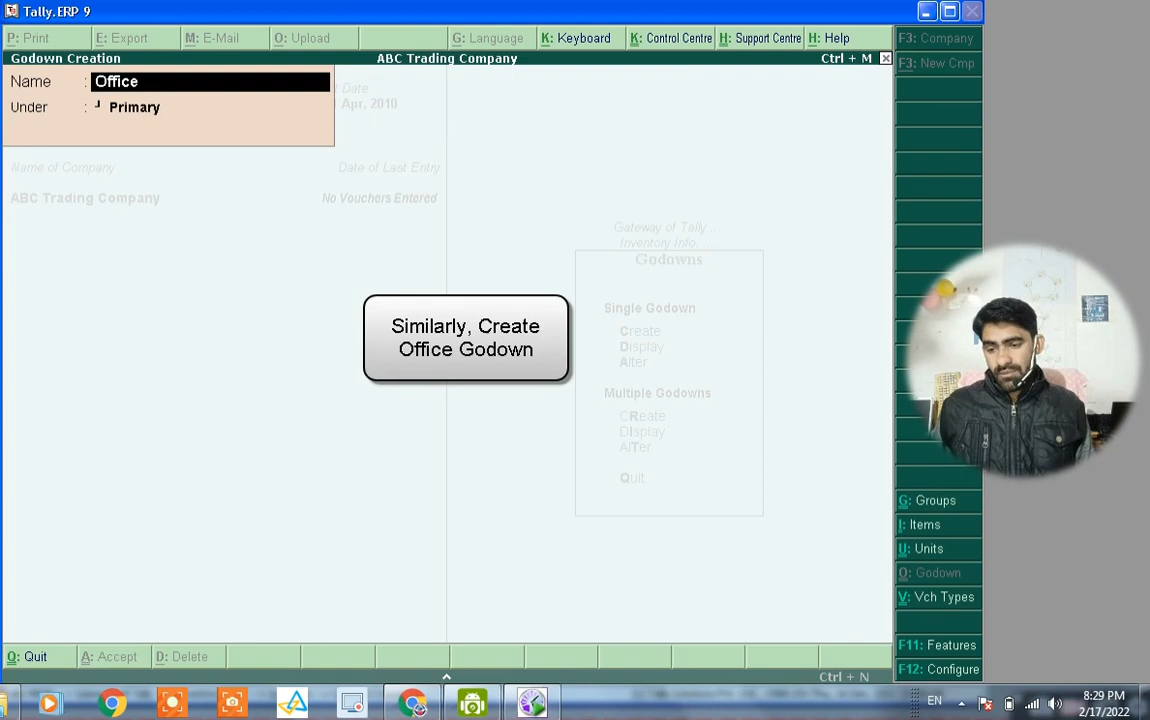 Tally.ERP 9
P: Print E: Export M: E-Mail O: Upload G: Language K: Keyboard K: Control Centre H: Support Centre H: Help
F3: Company
F3: New Cmp
Godown Creation ABC Trading Company Ctrl + M
Name : Office
Under : Primary
Date
Apr, 2010
Name of Company Date of Last Entry
ABC Trading Company No Vouchers Entered
Gateway of Tally ...
Inventory Info. ...
Godowns
Single Godown
Create
Display
Alter
Multiple Godowns
CReate
DIsplay
AlTer
Quit
Similarly, Create
Office Godown
G: Groups
I: Items
U: Units
O: Godown
V: Vch Types
F11: Features
F12: Configure
Q: Quit A: Accept D: Delete
Ctrl + N
EN
8:29 PM
2/17/2022